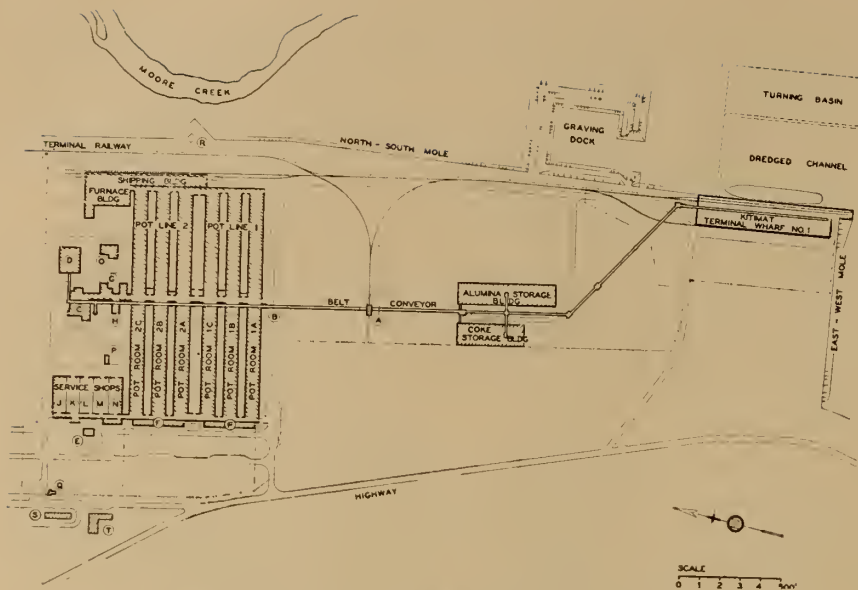 MOORE CREEK
TURNING BASIN
GRAVING
DOCK
DREDGED CHANNEL
TERMINAL RAILWAY
R
NORTH - SOUTH MOLE
SHIPPING BLDG
FURNACE
BLDG
KITIMAT
TERMINAL WHARF NO. 1
EAST - WEST MOLE
POT LINE 2
POT LINE 1
D
O
G
C
H
P
BELT CONVEYOR
A
B
ALUMINA STORAGE
BLDG
COKE
STORAGE BLDG
POT ROOM 2C
POT ROOM 2B
POT ROOM 2A
POT ROOM 1C
POT ROOM 1B
POT ROOM 1A
SERVICE SHOPS
J K L M N
F
E
Q
S
T
HIGHWAY
SCALE
0 1 2 3 4 500'